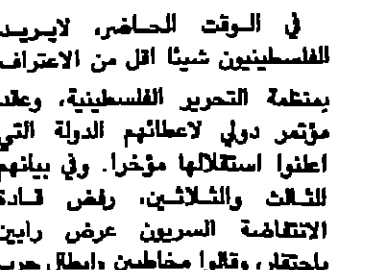 في الوقت الحاضر، لايريد
الفلسطينيون شيئا اقل من الاعتراف
بمنظمة التحرير الفلسطينية، وعقد
مؤتمر دولي لاعطائهم الدولة التي
اعلنوا استقلالها مؤخرا. وفي بيانهم
الثالث والثلاثين، رفض قادة
الانتفاضة السريون عرض رابين
باحتقار، وقالوا مخاطبين